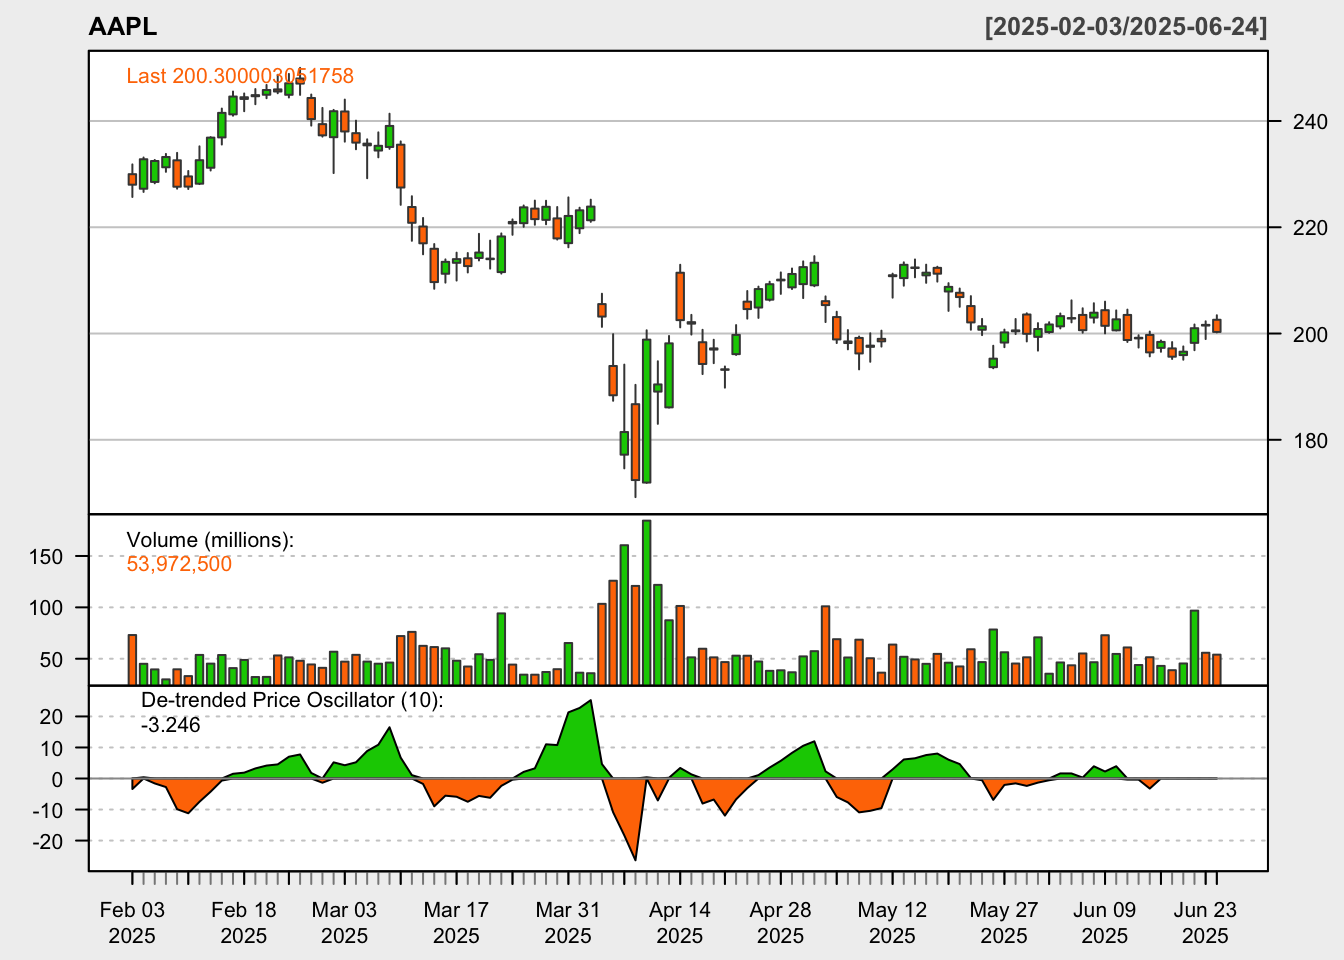 AAPL
[2025-02-03/2025-06-24]
Last 200.300003051758
240
220
200
180
Volume (millions):
53,972,500
150
100
50
De-trended Price Oscillator (10):
-3.246
20
10
0
-10
-20
Feb 03 Feb 18 Mar 03 Mar 17 Mar 31 Apr 14 Apr 28 May 12 May 27 Jun 09 Jun 23
2025 2025 2025 2025 2025 2025 2025 2025 2025 2025 2025